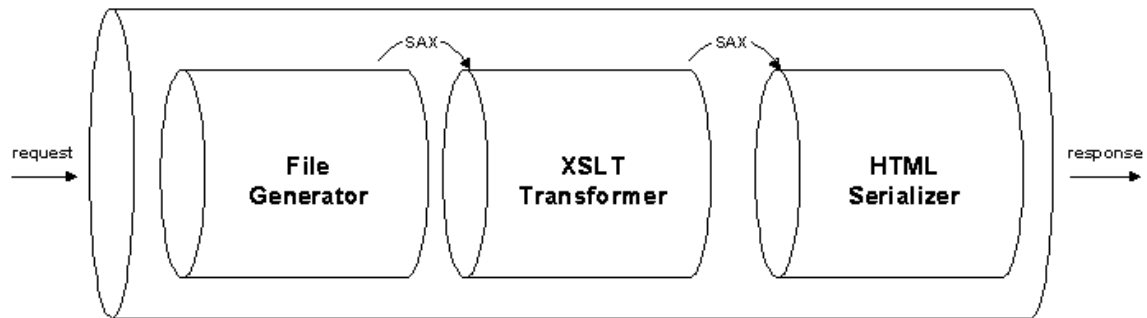 SAX
SAX
request
File
Generator
XSLT
Transformer
HTML
Serializer
response